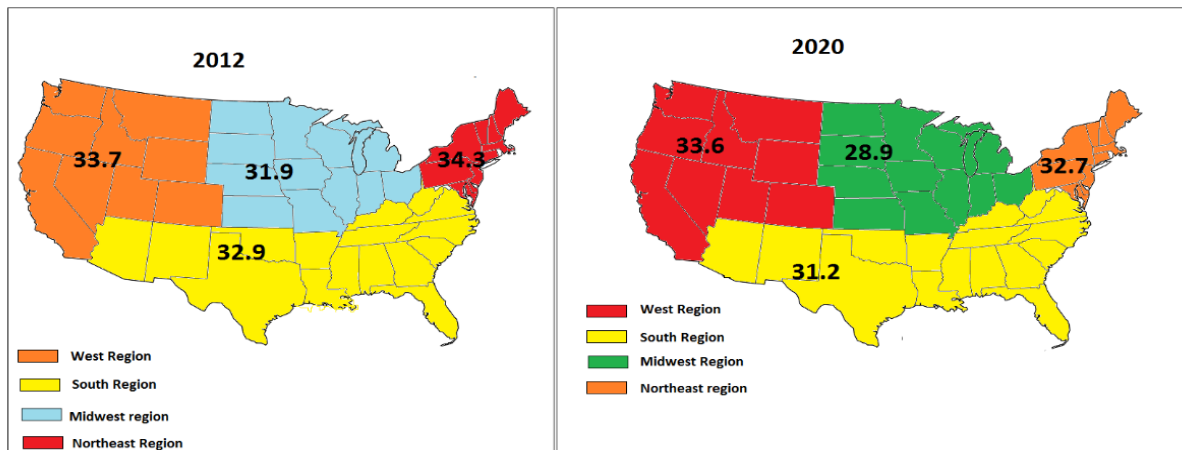 2012
33.7
31.9
34.3
32.9
West Region
South Region
Midwest region
Northeast Region
2020
33.6
28.9
32.7
31.2
West Region
South Region
Midwest Region
Northeast region